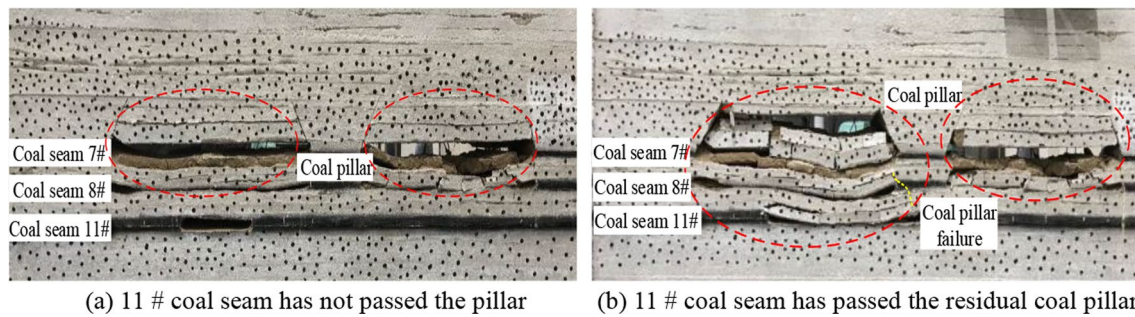 Coal pillar
Coal seam 7#
Coal seam 8#
Coal seam 11#
(a) 11 # coal seam has not passed the pillar
Coal pillar
Coal seam 7#
Coal seam 8#
Coal seam 11#
Coal pillar
failure
(b) 11 # coal seam has passed the residual coal pillar